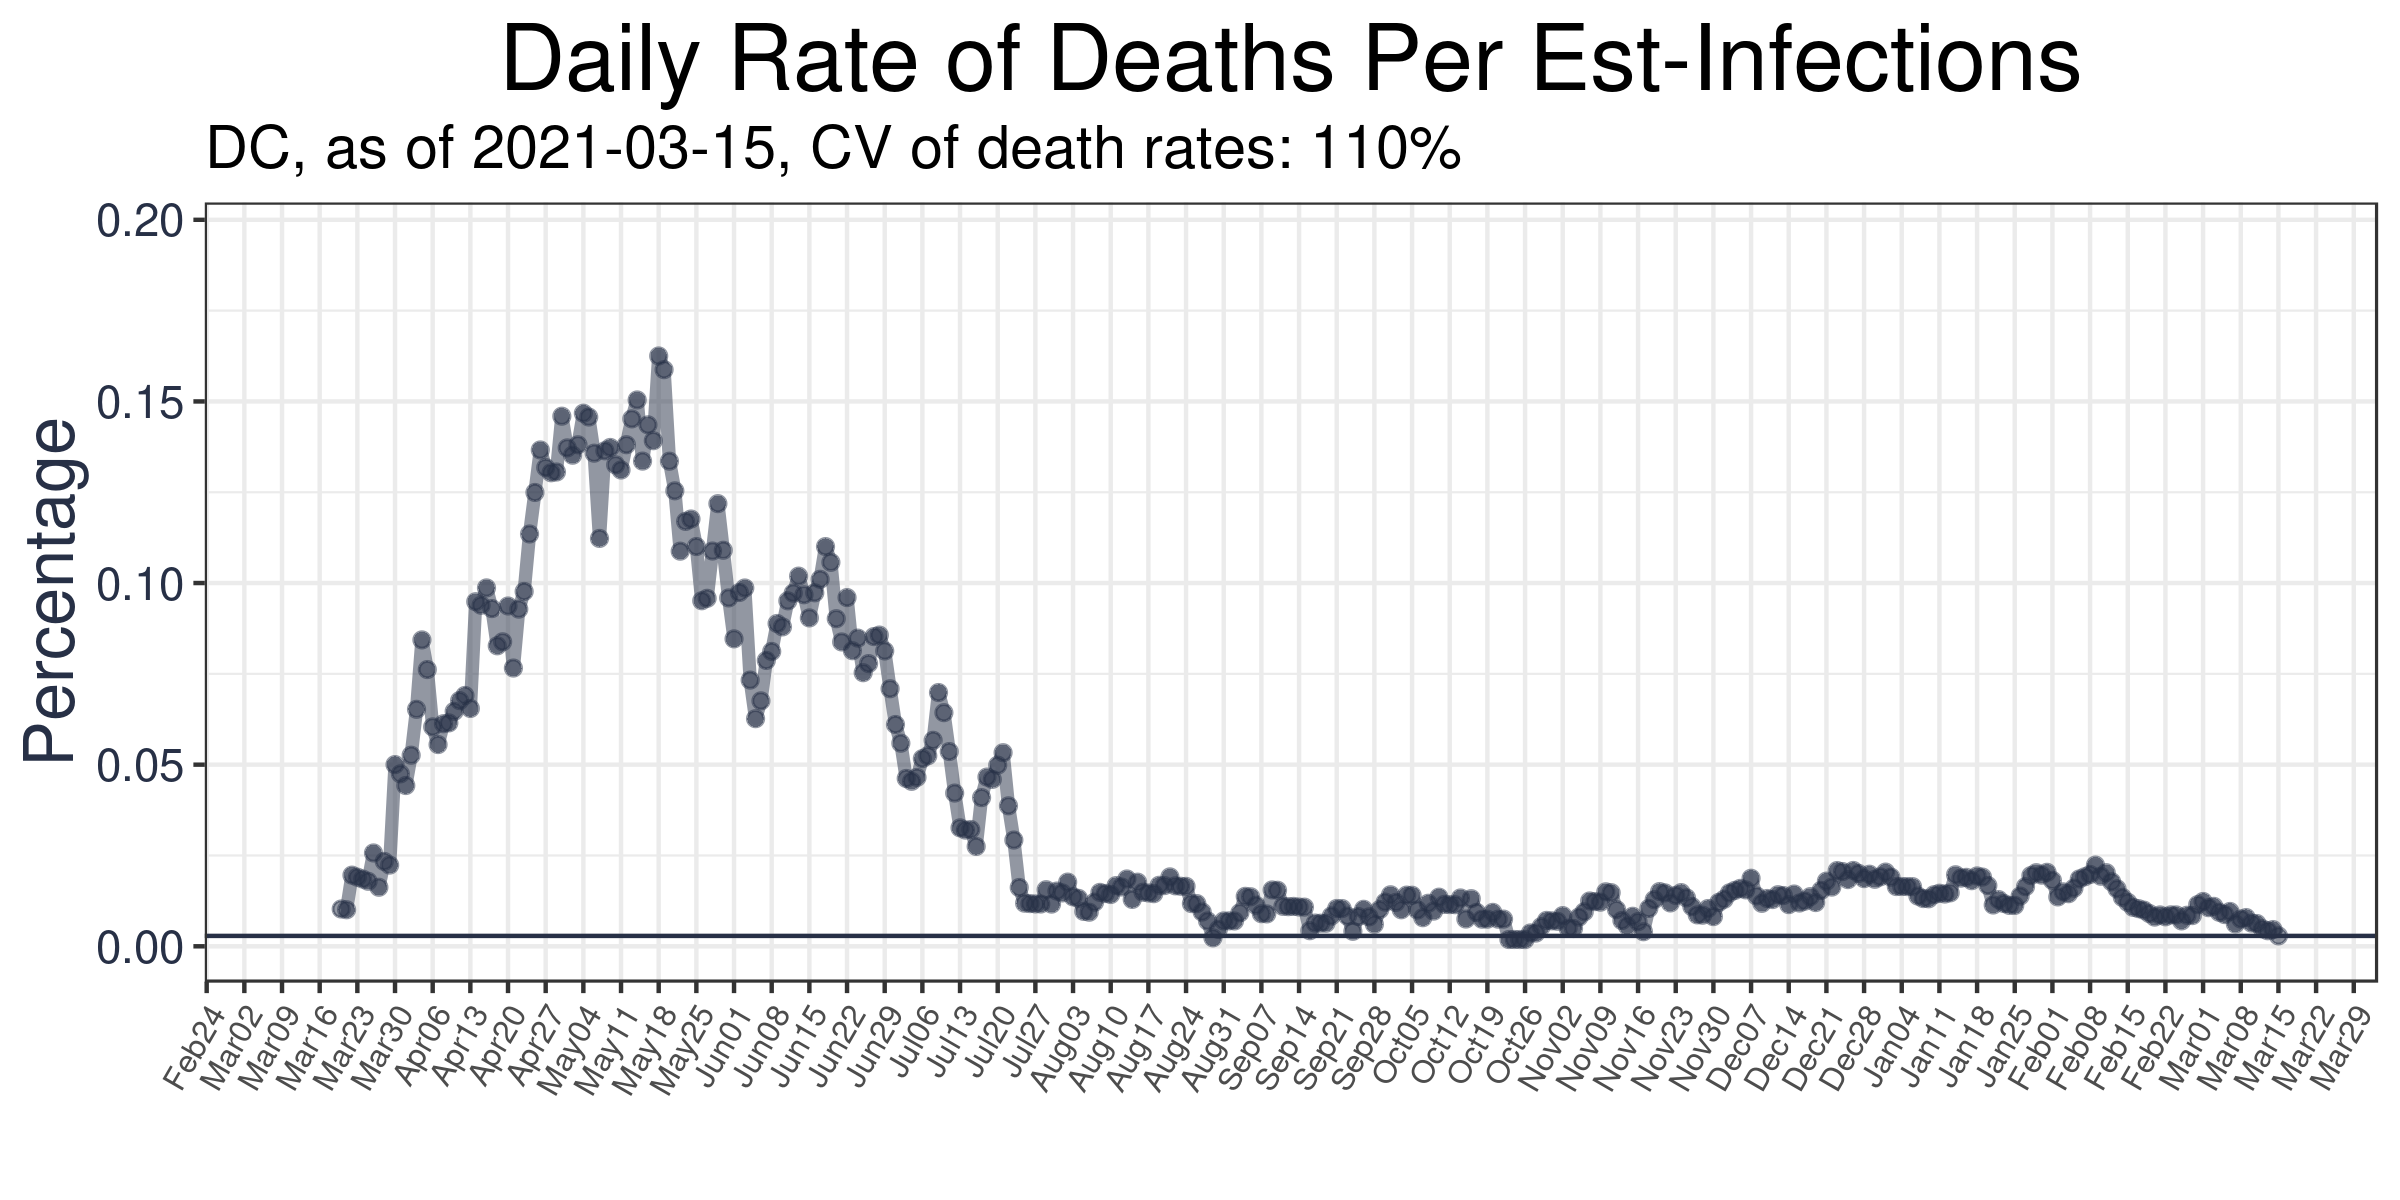 Daily Rate of Deaths Per Est-Infections
DC, as of 2021-03-15, CV of death rates: 110%
Percentage
0.20
0.15
0.10
0.05
0.00
Feb24 Mar02 Mar09 Mar16 Mar23 Mar30 Apr06 Apr13 Apr20 Apr27 May04 May11 May18 May25 Jun01 Jun08 Jun15 Jun22 Jun29 Jul06 Jul13 Jul20 Jul27 Aug03 Aug10 Aug17 Aug24 Aug31 Sep07 Sep14 Sep21 Sep28 Oct05 Oct12 Oct19 Oct26 Nov02 Nov09 Nov16 Nov23 Nov30 Dec07 Dec14 Dec21 Dec28 Jan04 Jan11 Jan18 Jan25 Feb01 Feb08 Feb15 Feb22 Mar01 Mar08 Mar15 Mar22 Mar29